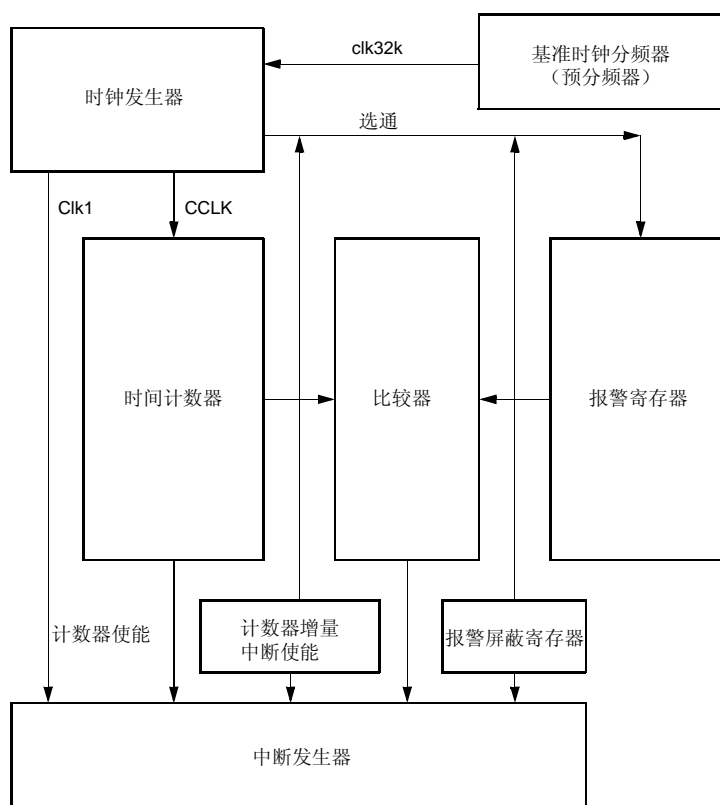 clk32k
基准时钟分频器
（预分频器）
时钟发生器
选通
Clk1
CCLK
时间计数器
比较器
报警寄存器
计数器使能
计数器增量
中断使能
报警屏蔽寄存器
中断发生器